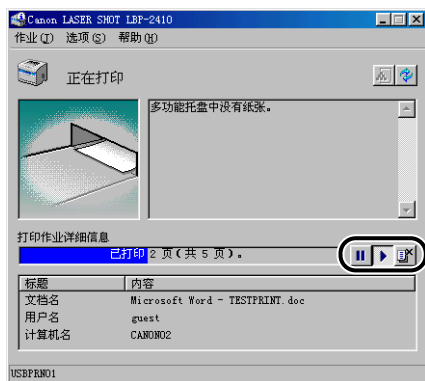 Canon LASER SHOT LBP-2410
作业(J) 选项(S) 帮助(H)
正在打印
多功能托盘中没有纸张。
打印作业详细信息
已打印 2 页(共 5 页)。
标题 内容
文档名 Microsoft Word - TESTPRINT.doc
用户名 guest
计算机名 CANON02
USBPRN01